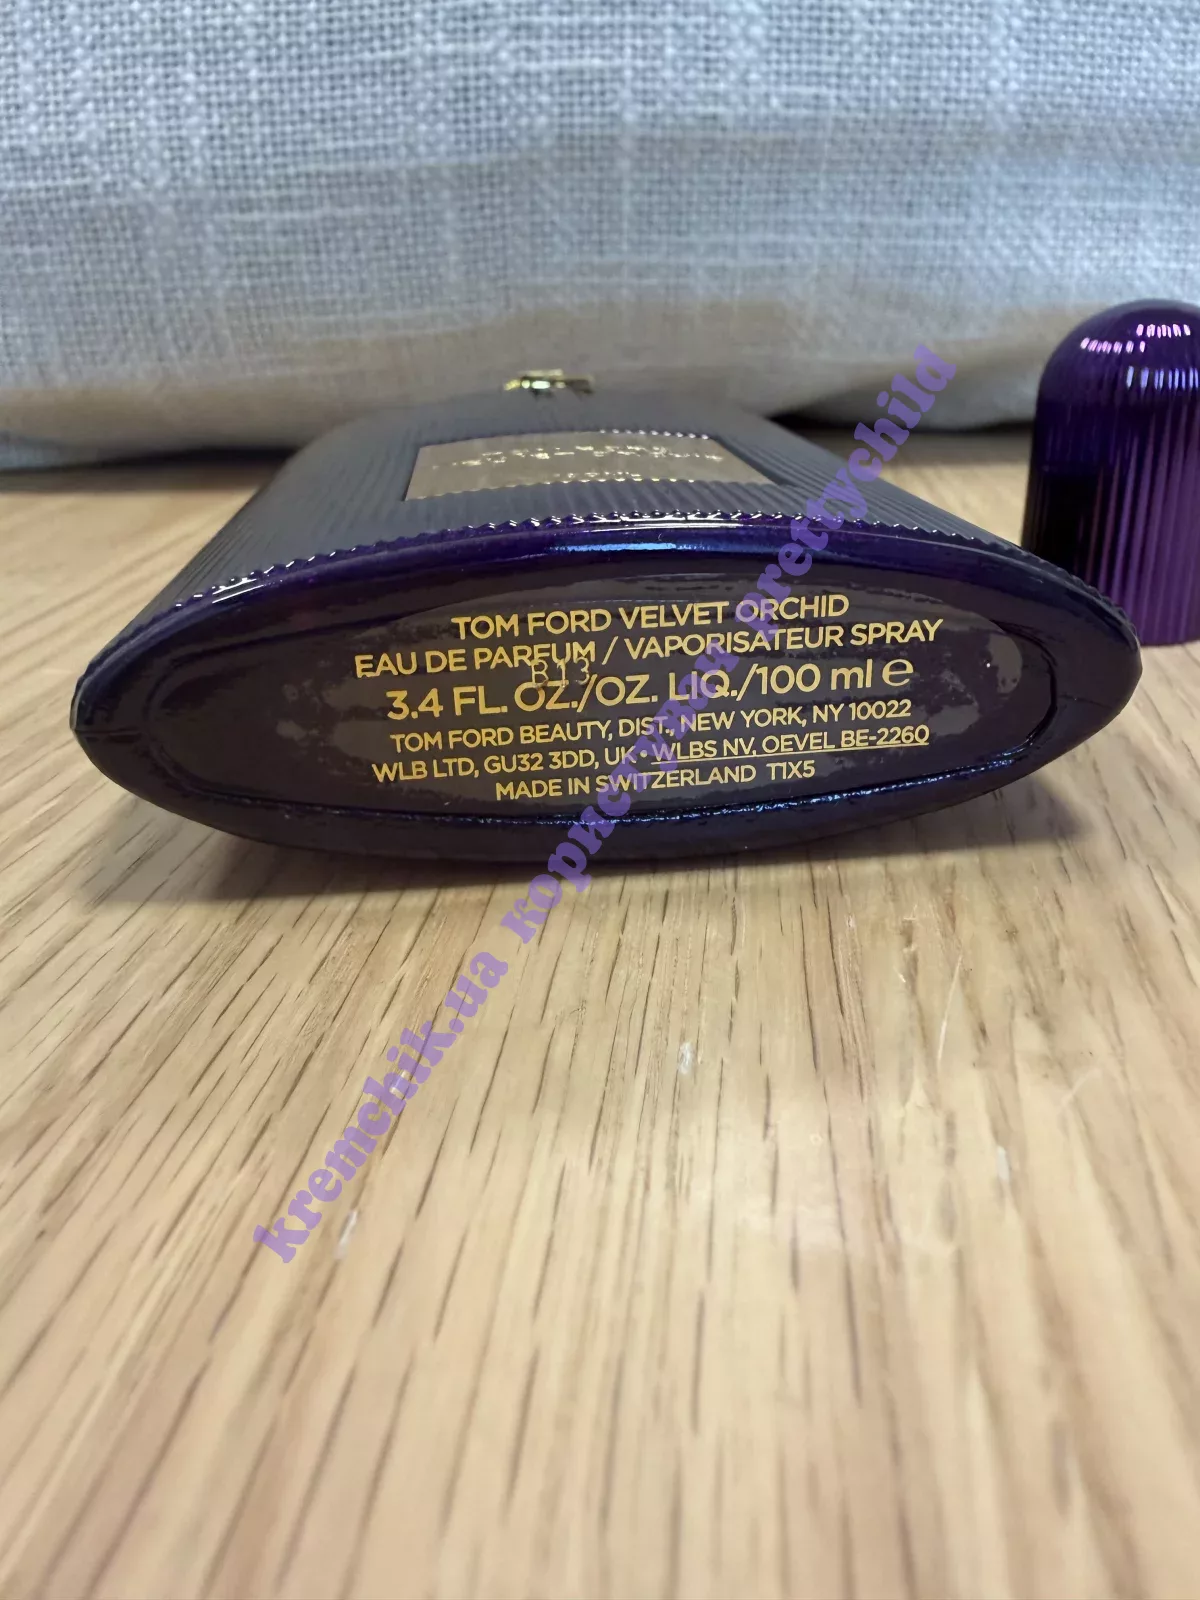 TOM FORD VELVET ORCHID
EAU DE PARFUM / VAPORISATEUR SPRAY
B13
3.4 FL. OZ./OZ. LIQ./100 ml ℮
TOM FORD BEAUTY, DIST., NEW YORK, NY 10022
WLB LTD, GU32 3DD, UK • WLBS NV, OEVEL BE-2260
MADE IN SWITZERLAND T1X5
kremchik.ua користувач prettychild